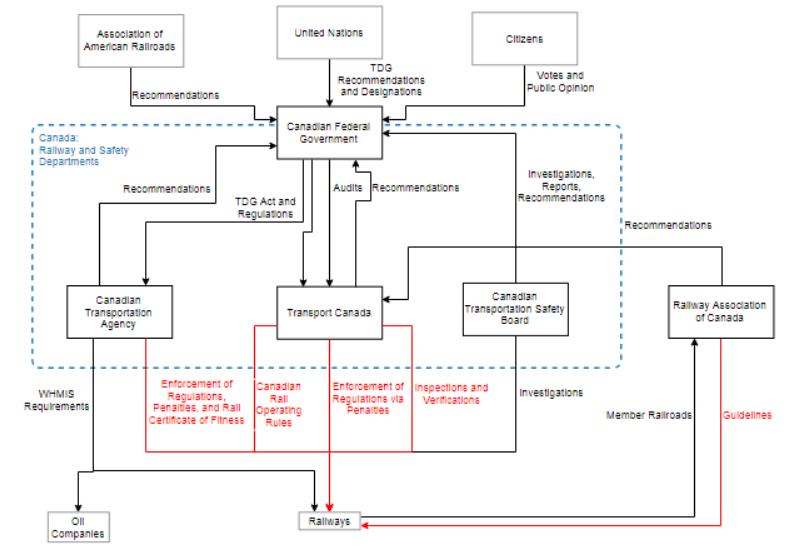 Association of
American Railroads
United Nations
Citizens
TDG
Recommendations
and Designations
Votes and
Public Opinion
Recommendations
Canadian Federal
Government
Canada:
Railway and Safety
Departments
Recommendations
TDG Act and
Regulations
Audits
Recommendations
Investigations,
Reports,
Recommendations
Recommendations
Canadian
Transportation
Agency
Transport Canada
Canadian
Transportation Safety
Board
Railway Association
of Canada
WHMIS
Requirements
Enforcement of
Regulations,
Penalties, and Rail
Certificate of Fitness
Canadian
Rail
Operating
Rules
Enforcement of
Regulations via
Penalties
Inspections and
Verifications
Investigations
Member Railroads
Guidelines
Oil
Companies
Railways